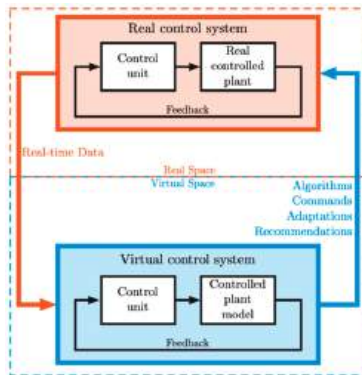 Real control system
Control
unit
Real
controlled
plant
Feedback
Real-time Data
Real Space
Virtual Space
Algorithms
Commands
Adaptations
Recommendations
Virtual control system
Control
unit
Controlled
plant
model
Feedback